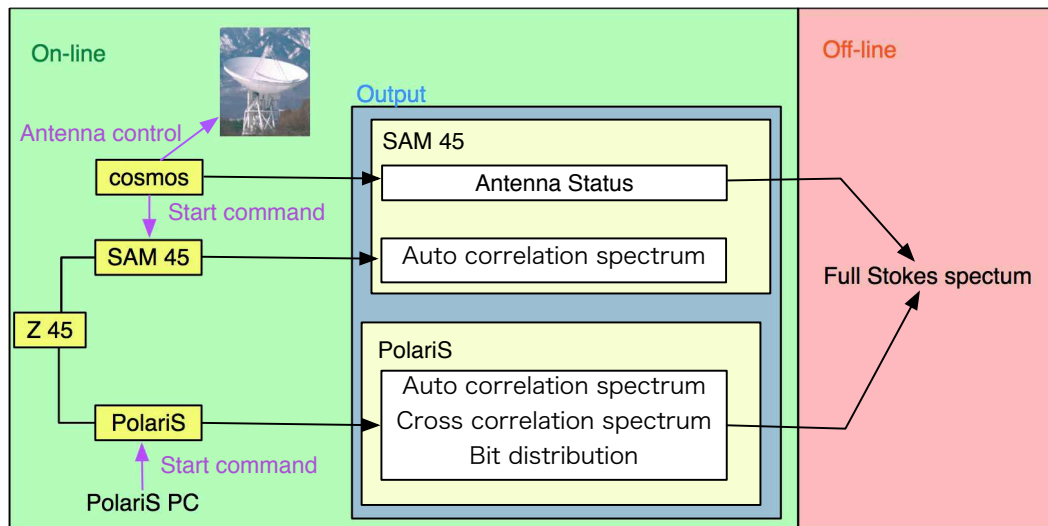 On-line
Off-line
Output
Antenna control
SAM 45
cosmos
Antenna Status
Start command
SAM 45
Auto correlation spectrum
Full Stokes spectum
Z 45
PolariS
Auto correlation spectrum
PolariS
Cross correlation spectrum
Start command
Bit distribution
PolariS PC